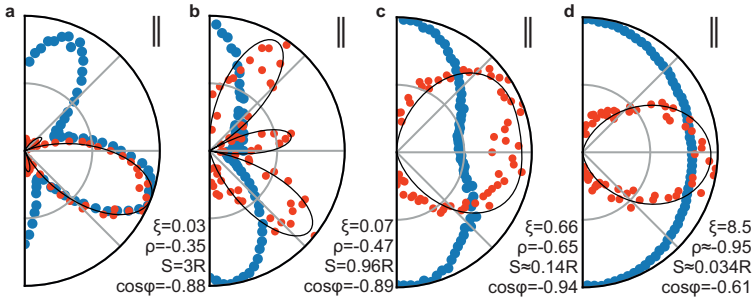 a
||
ξ=0.03
ρ=-0.35
S=3R
cosφ=-0.88
b
||
ξ=0.07
ρ=-0.47
S=0.96R
cosφ=-0.89
c
||
ξ=0.66
ρ=-0.65
S≈0.14R
cosφ=-0.94
d
||
ξ=8.5
ρ≈-0.95
S≈0.034R
cosφ=-0.61